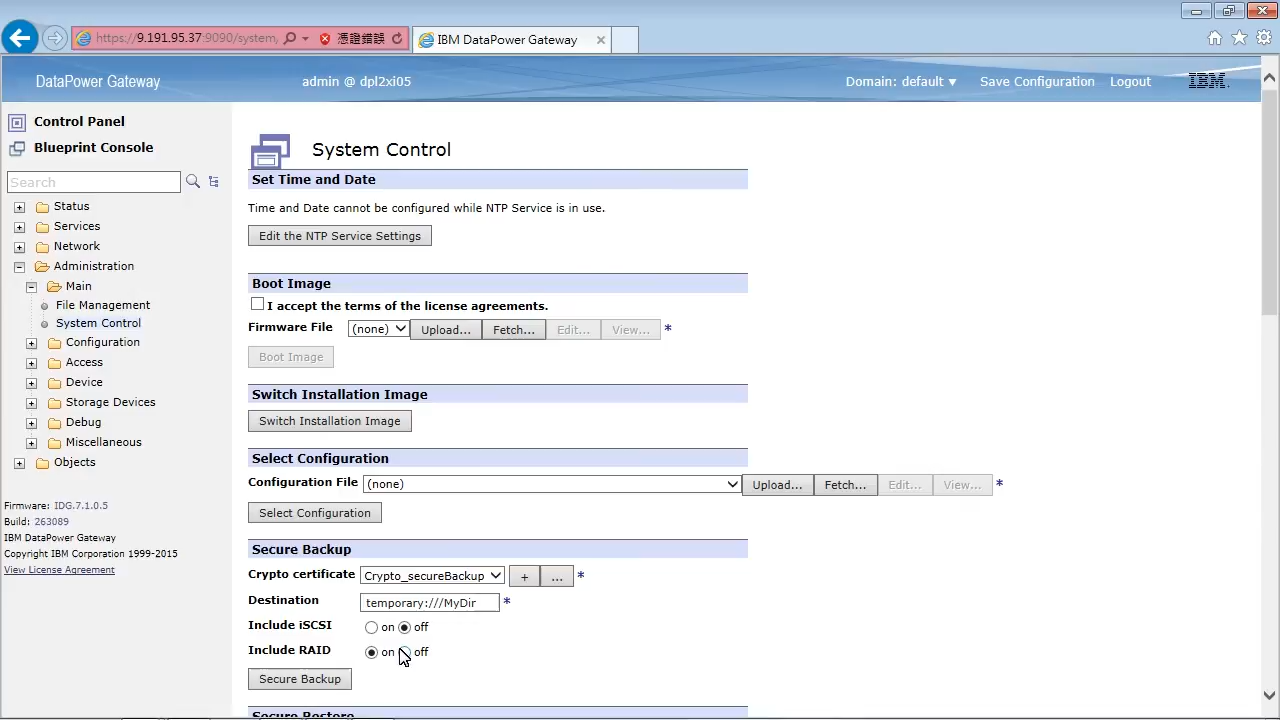 https://9.191.95.37:9090/system, 憑證錯誤 IBM DataPower Gateway
DataPower Gateway admin @ dpl2xi05 Domain: default Save Configuration Logout IBM.
Control Panel
Blueprint Console
Search
Status
Services
Network
Administration
Main
File Management
System Control
Configuration
Access
Device
Storage Devices
Debug
Miscellaneous
Objects
Firmware: IDG.7.1.0.5
Build: 263089
IBM DataPower Gateway
Copyright IBM Corporation 1999-2015
View License Agreement
System Control
Set Time and Date
Time and Date cannot be configured while NTP Service is in use.
Edit the NTP Service Settings
Boot Image
I accept the terms of the license agreements.
Firmware File (none) Upload... Fetch... Edit... View... *
Boot Image
Switch Installation Image
Switch Installation Image
Select Configuration
Configuration File (none) Upload... Fetch... Edit... View... *
Select Configuration
Secure Backup
Crypto certificate Crypto_secureBackup + ... *
Destination temporary:///MyDir *
Include iSCSI on off
Include RAID on off
Secure Backup
Secure Restore